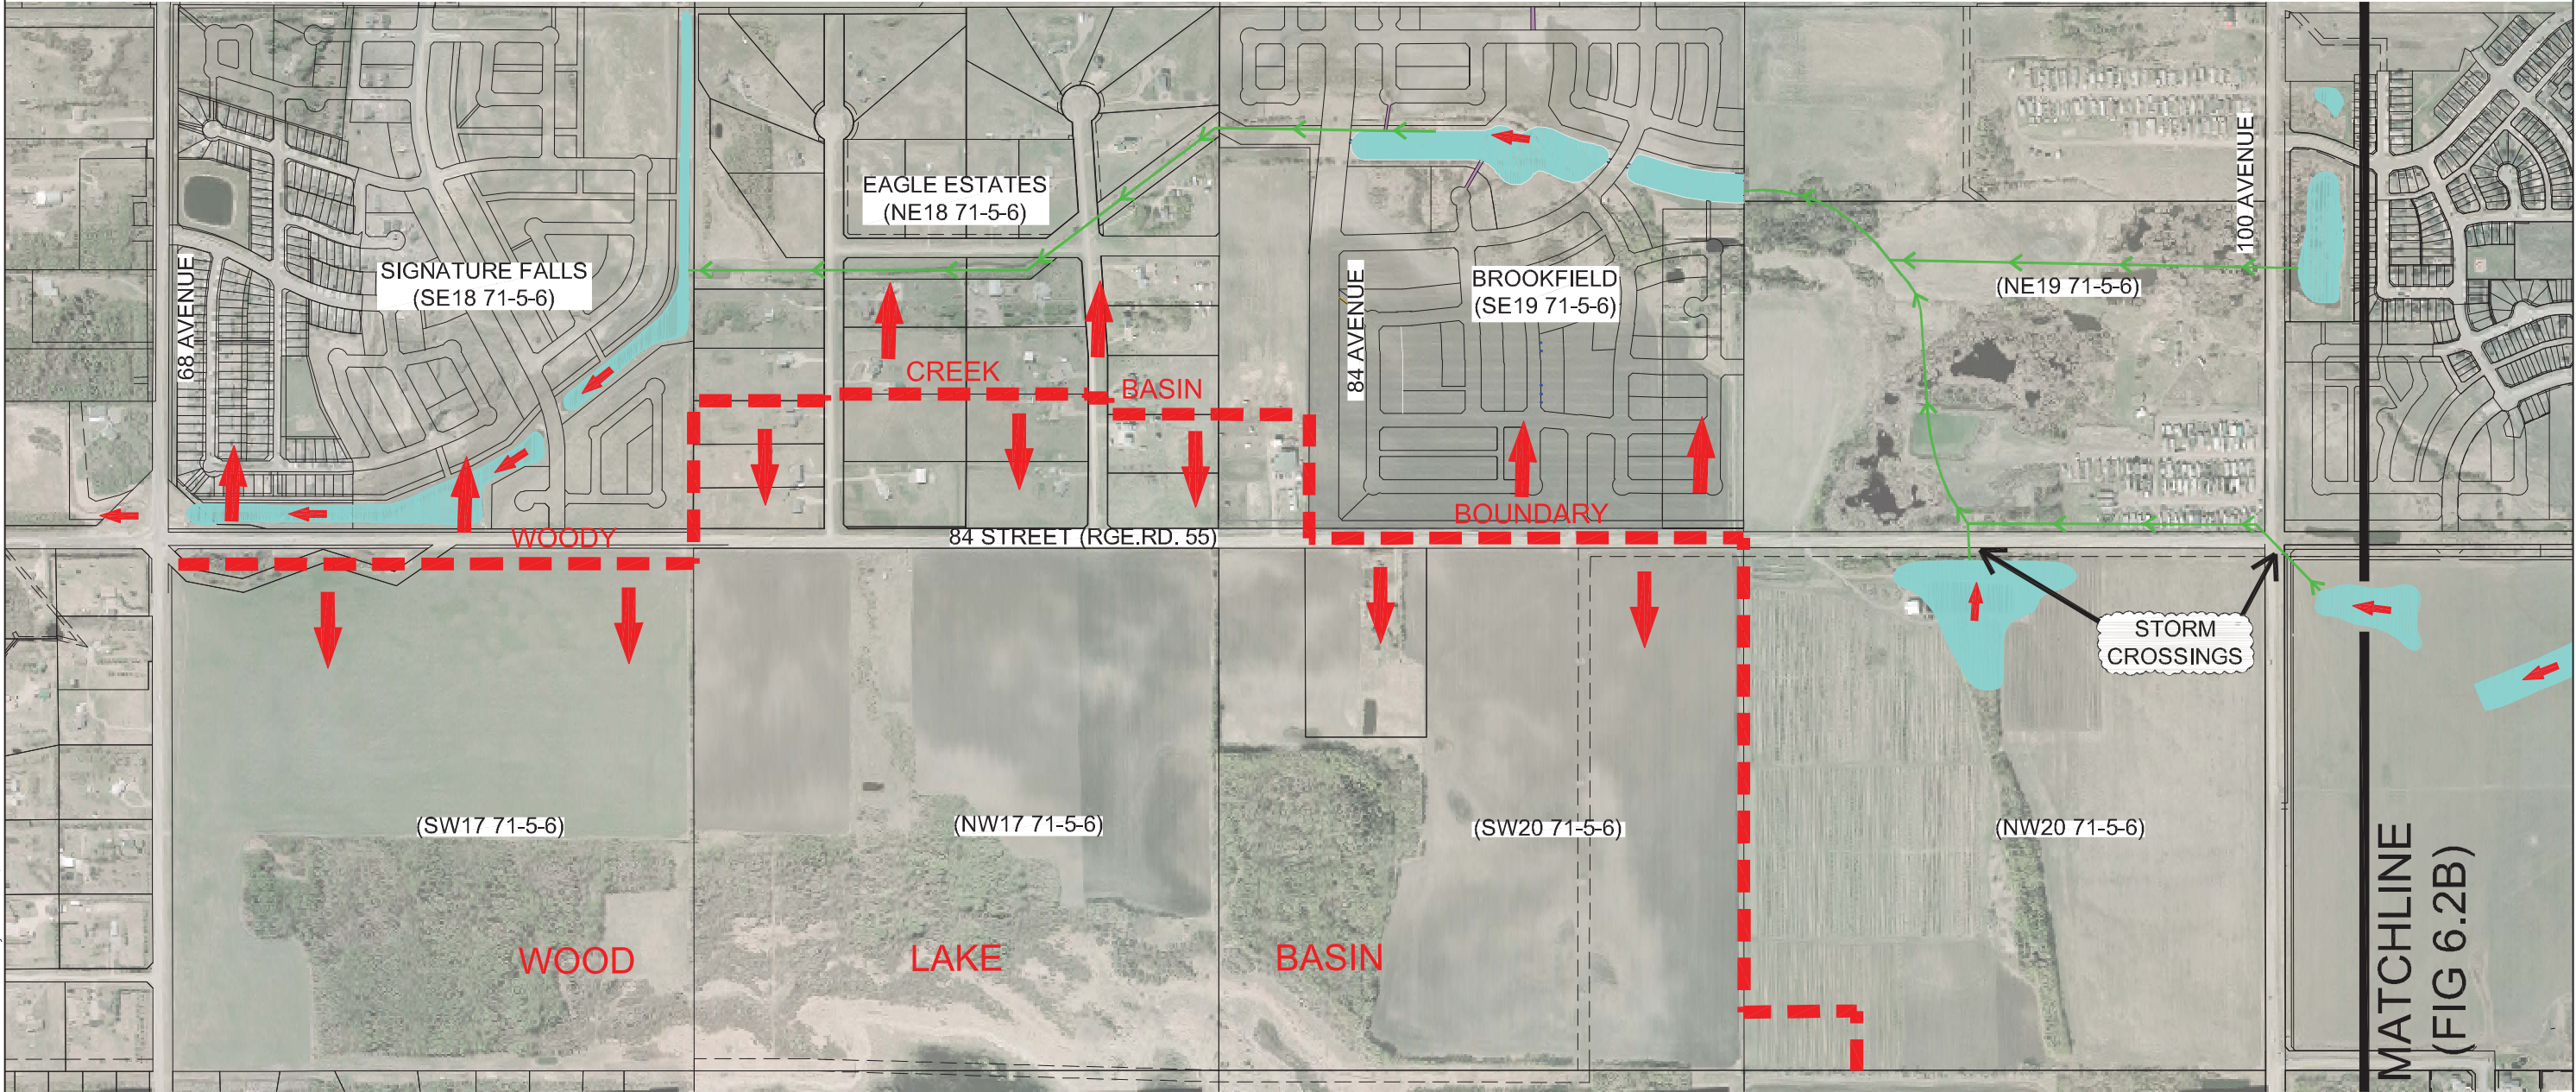 100 AVENUE
EAGLE ESTATES
(NE18 71-5-6)
SIGNATURE FALLS
(SE18 71-5-6)
68 AVENUE
84 AVENUE
BROOKFIELD
(SE19 71-5-6)
(NE19 71-5-6)
CREEK
BASIN
BOUNDARY
WOODY
84 STREET (RGE.RD. 55)
STORM
CROSSINGS
(SW17 71-5-6)
(NW17 71-5-6)
(SW20 71-5-6)
(NW20 71-5-6)
WOOD
LAKE
BASIN
MATCHLINE
(FIG 6.2B)